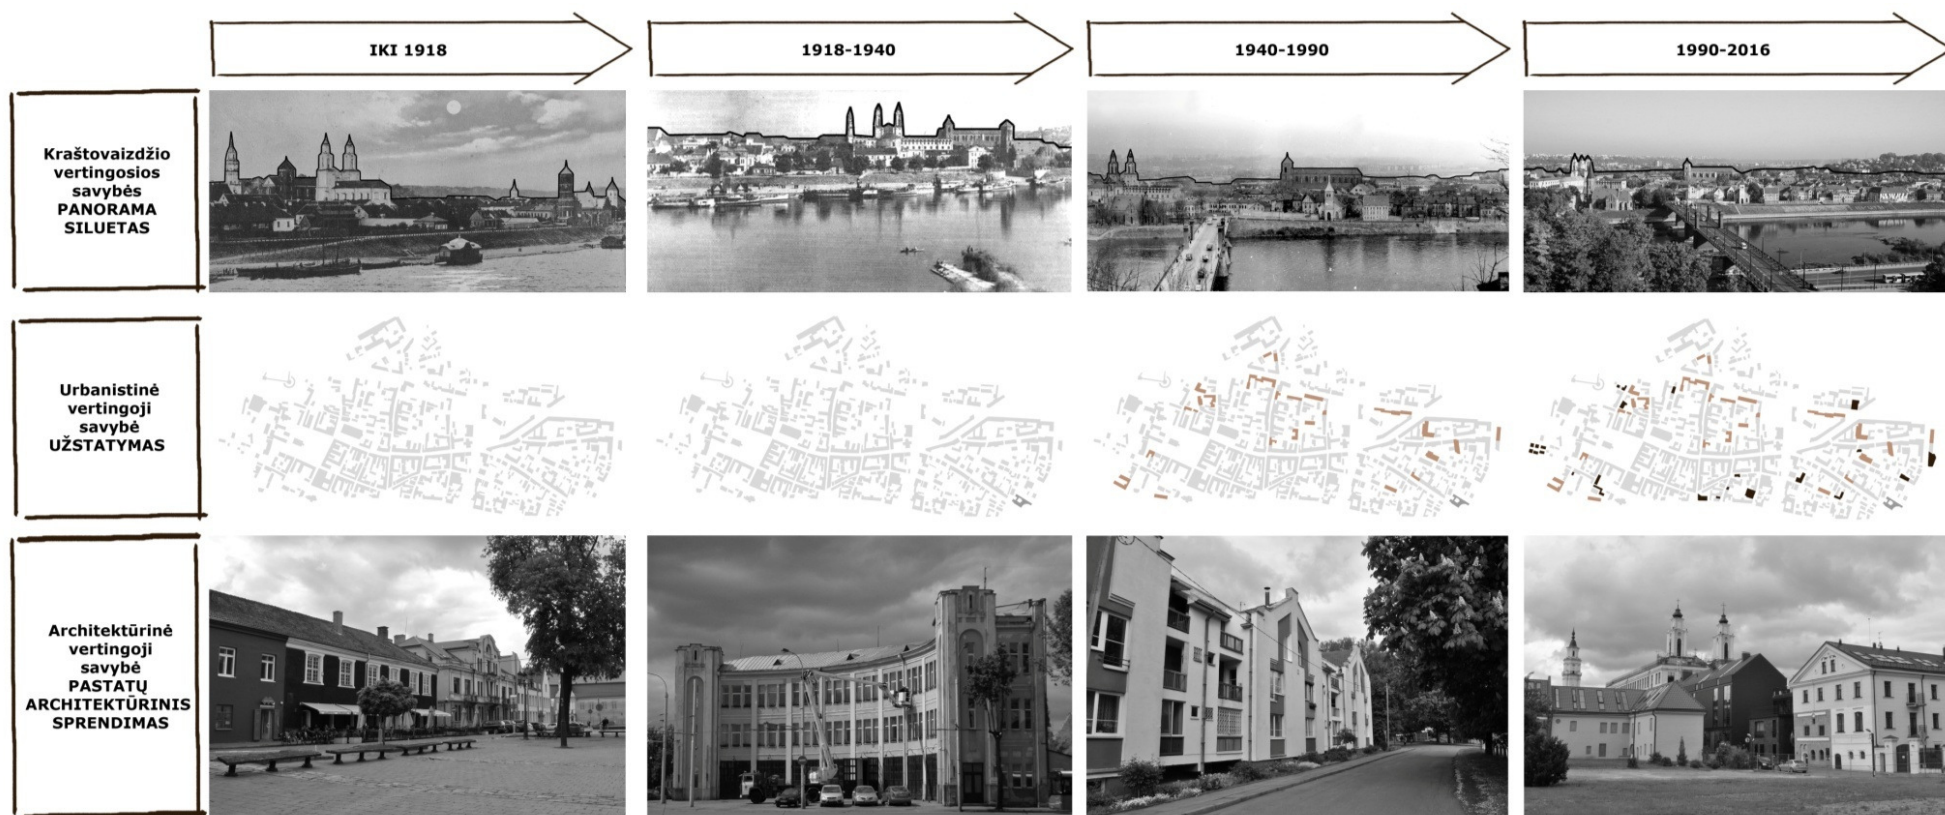 IKI 1918
1918-1940
1940-1990
1990-2016
Kraštovaizdžio
vertingosios
savybės
PANORAMA
SILUETAS
Urbanistinė
vertingoji
savybė
UŽSTATYMAS
Architektūrinė
vertingoji
savybė
PASTATŲ
ARCHITEKTŪRINIS
SPRENDIMAS